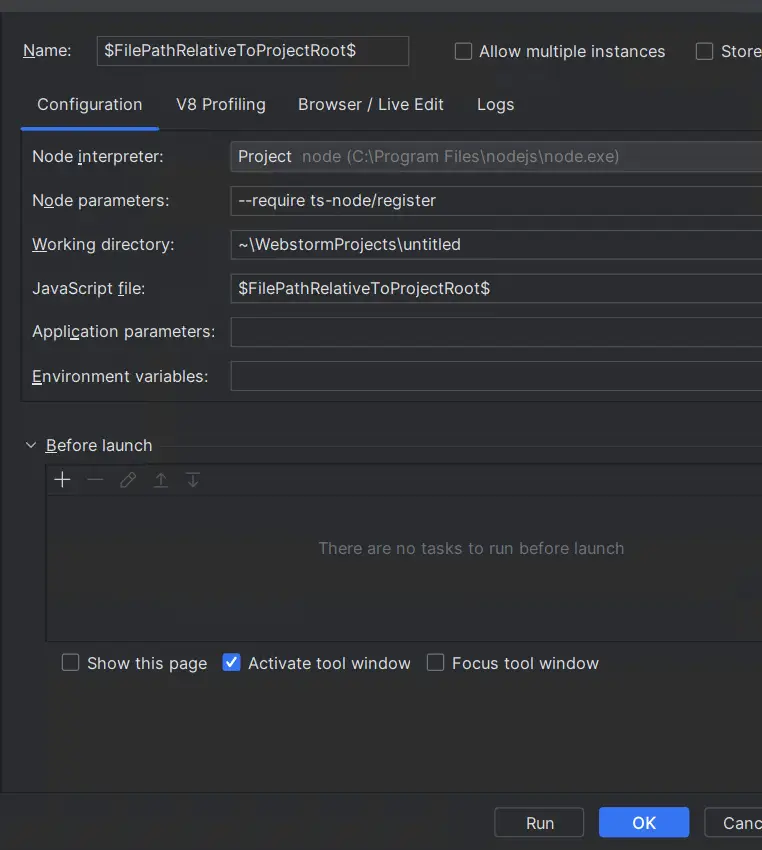 Name: $FilePathRelativeToProjectRoot$ Allow multiple instances Store
Configuration V8 Profiling Browser / Live Edit Logs
Node interpreter: Project node (C:\Program Files\nodejs\node.exe)
Node parameters: --require ts-node/register
Working directory: ~\WebstormProjects\untitled
JavaScript file: $FilePathRelativeToProjectRoot$
Application parameters:
Environment variables:
Before launch
There are no tasks to run before launch
Show this page Activate tool window Focus tool window
Run OK Canc